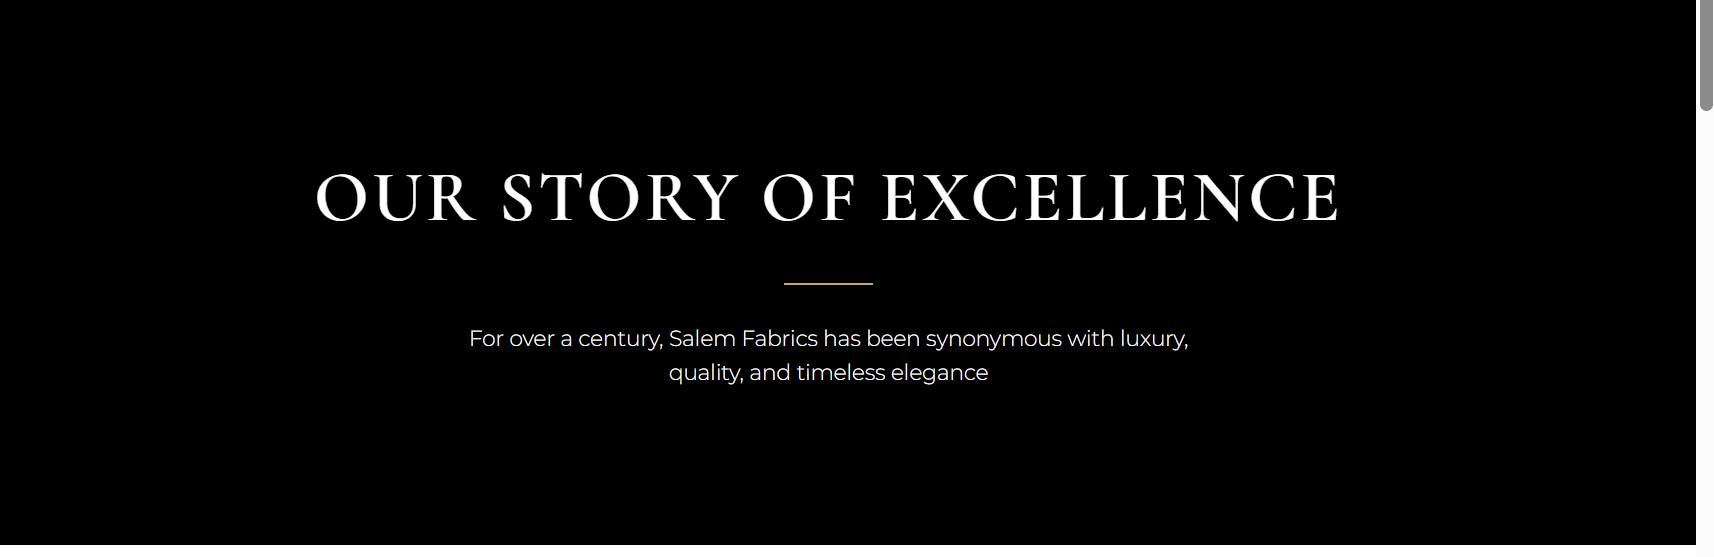 OUR STORY OF EXCELLENCE
For over a century, Salem Fabrics has been synonymous with luxury,
quality, and timeless elegance